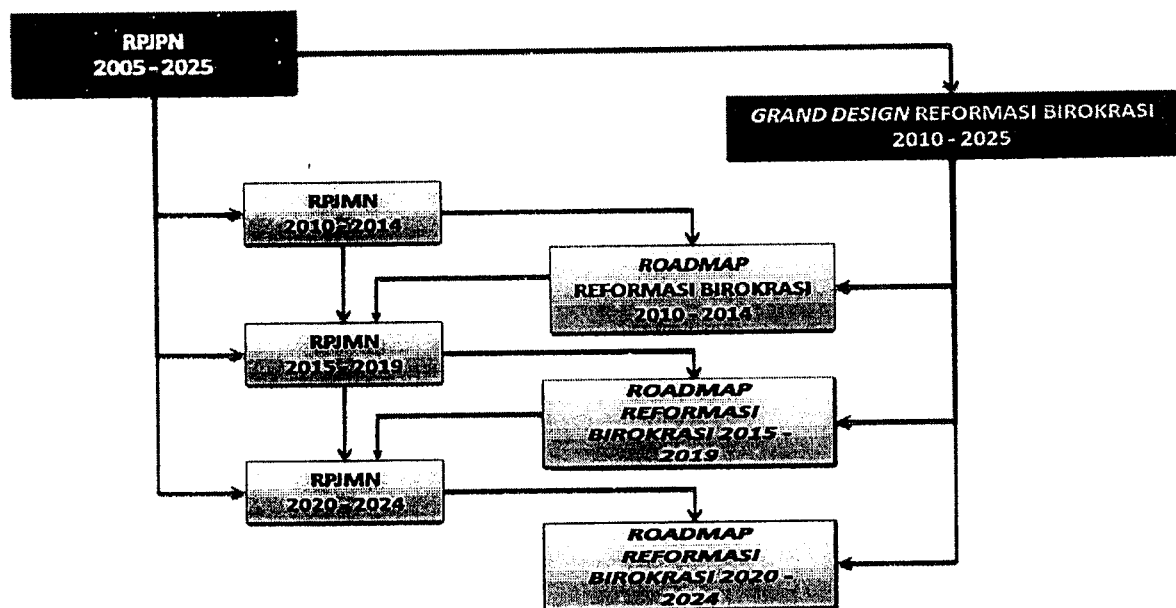 RPJPN
2005 - 2025
GRAND DESIGN REFORMASI BIROKRASI
2010 - 2025
RPJMN
2010 - 2014
ROADMAP
REFORMASI BIROKRASI
2010 - 2014
RPJMN
2015 - 2019
ROADMAP
REFORMASI
BIROKRASI 2015 -
2019
RPJMN
2020 - 2024
ROADMAP
REFORMASI
BIROKRASI 2020 -
2024